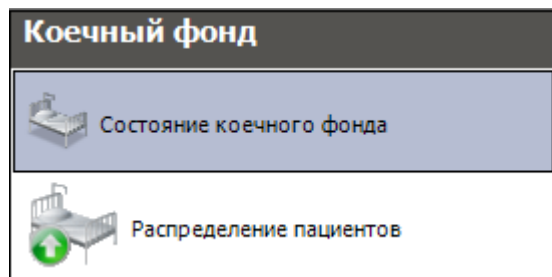 Коечный фонд
Состояние коечного фонда
Распределение пациентов